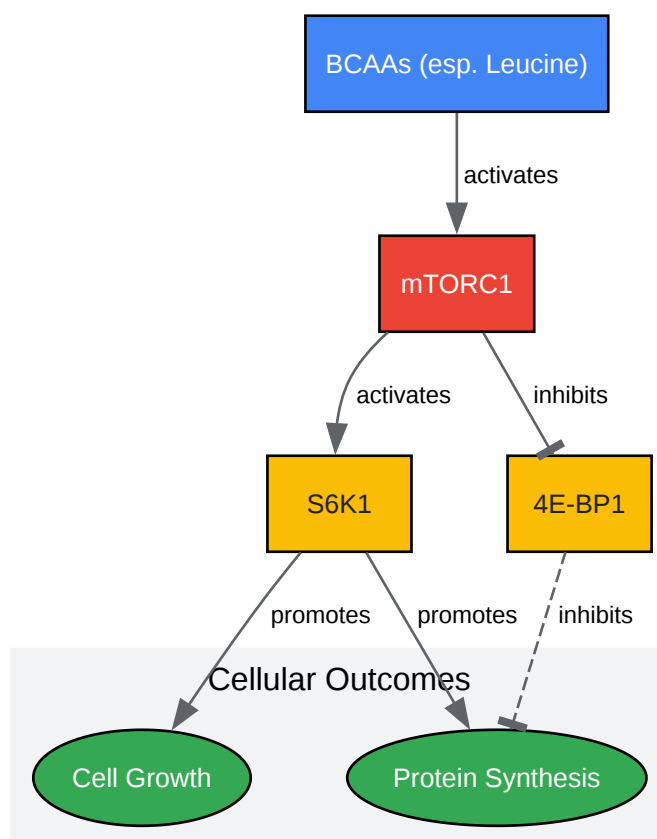 BCAAs (esp. Leucine)
activates
mTORC1
activates
inhibits
S6K1
4E-BP1
promotes
promotes
inhibits
Cellular Outcomes
Cell Growth
Protein Synthesis